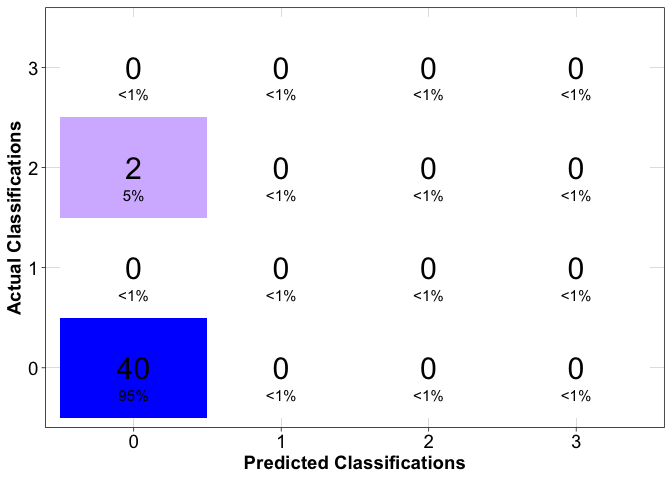 3 0 0 0 0
<1% <1% <1% <1%
2 2 0 0 0
5% <1% <1% <1%
1 0 0 0 0
<1% <1% <1% <1%
0 40 0 0 0
95% <1% <1% <1%
0 1 2 3
Predicted Classifications
Actual Classifications